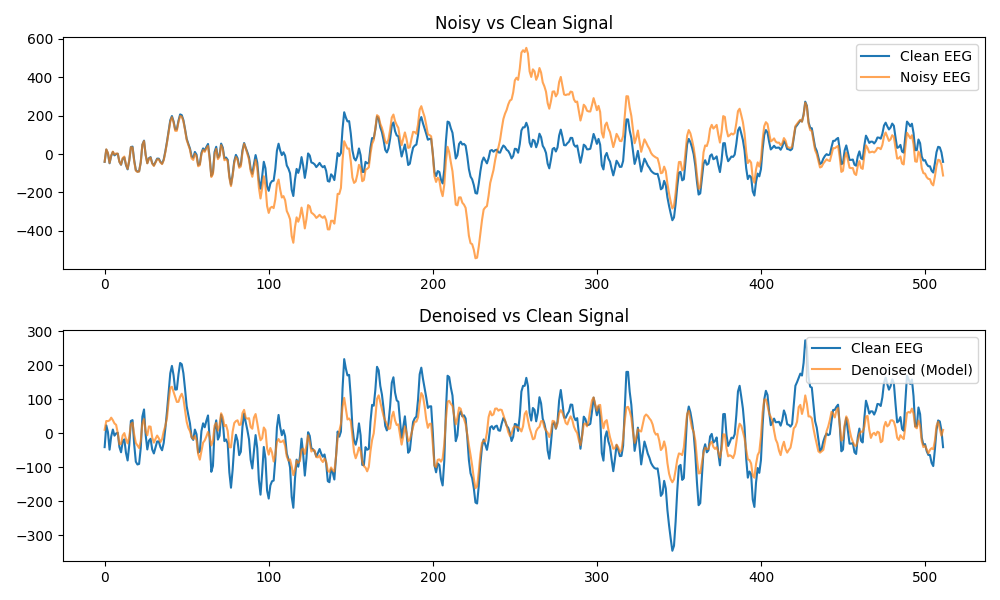 Noisy vs Clean Signal
600
400
200
0
−200
−400
Clean EEG
Noisy EEG
0 100 200 300 400 500
Denoised vs Clean Signal
300
200
100
0
−100
−200
−300
Clean EEG
Denoised (Model)
0 100 200 300 400 500